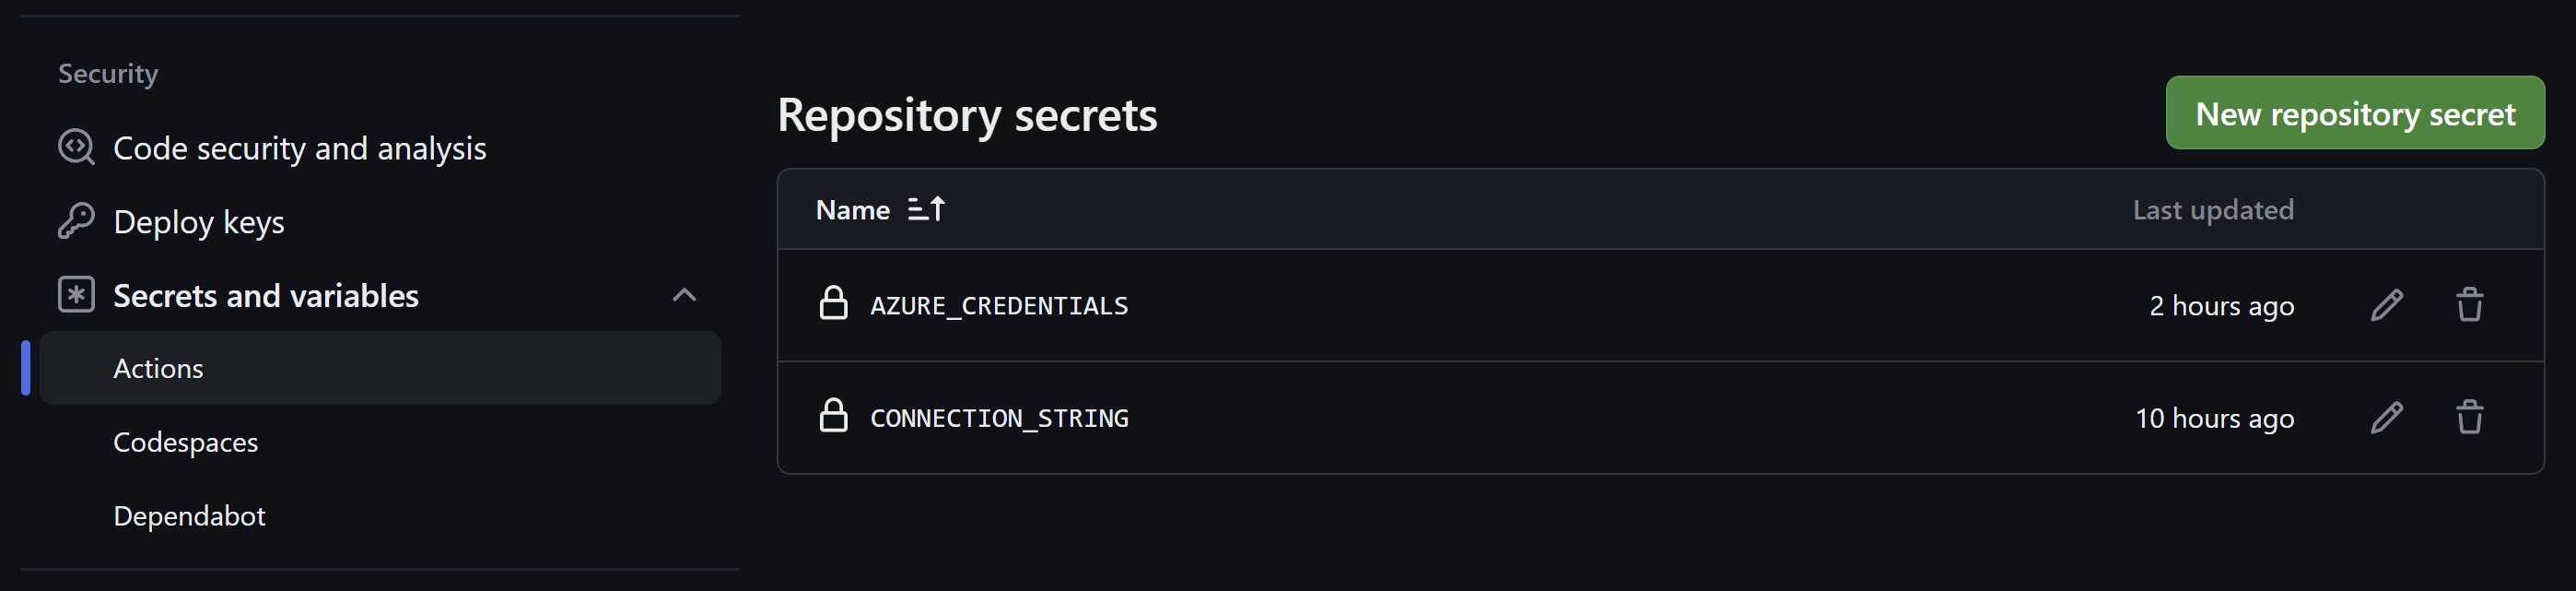 Security
Code security and analysis
Deploy keys
Secrets and variables
Actions
Codespaces
Dependabot
Repository secrets
New repository secret
Name Last updated
AZURE_CREDENTIALS 2 hours ago
CONNECTION_STRING 10 hours ago